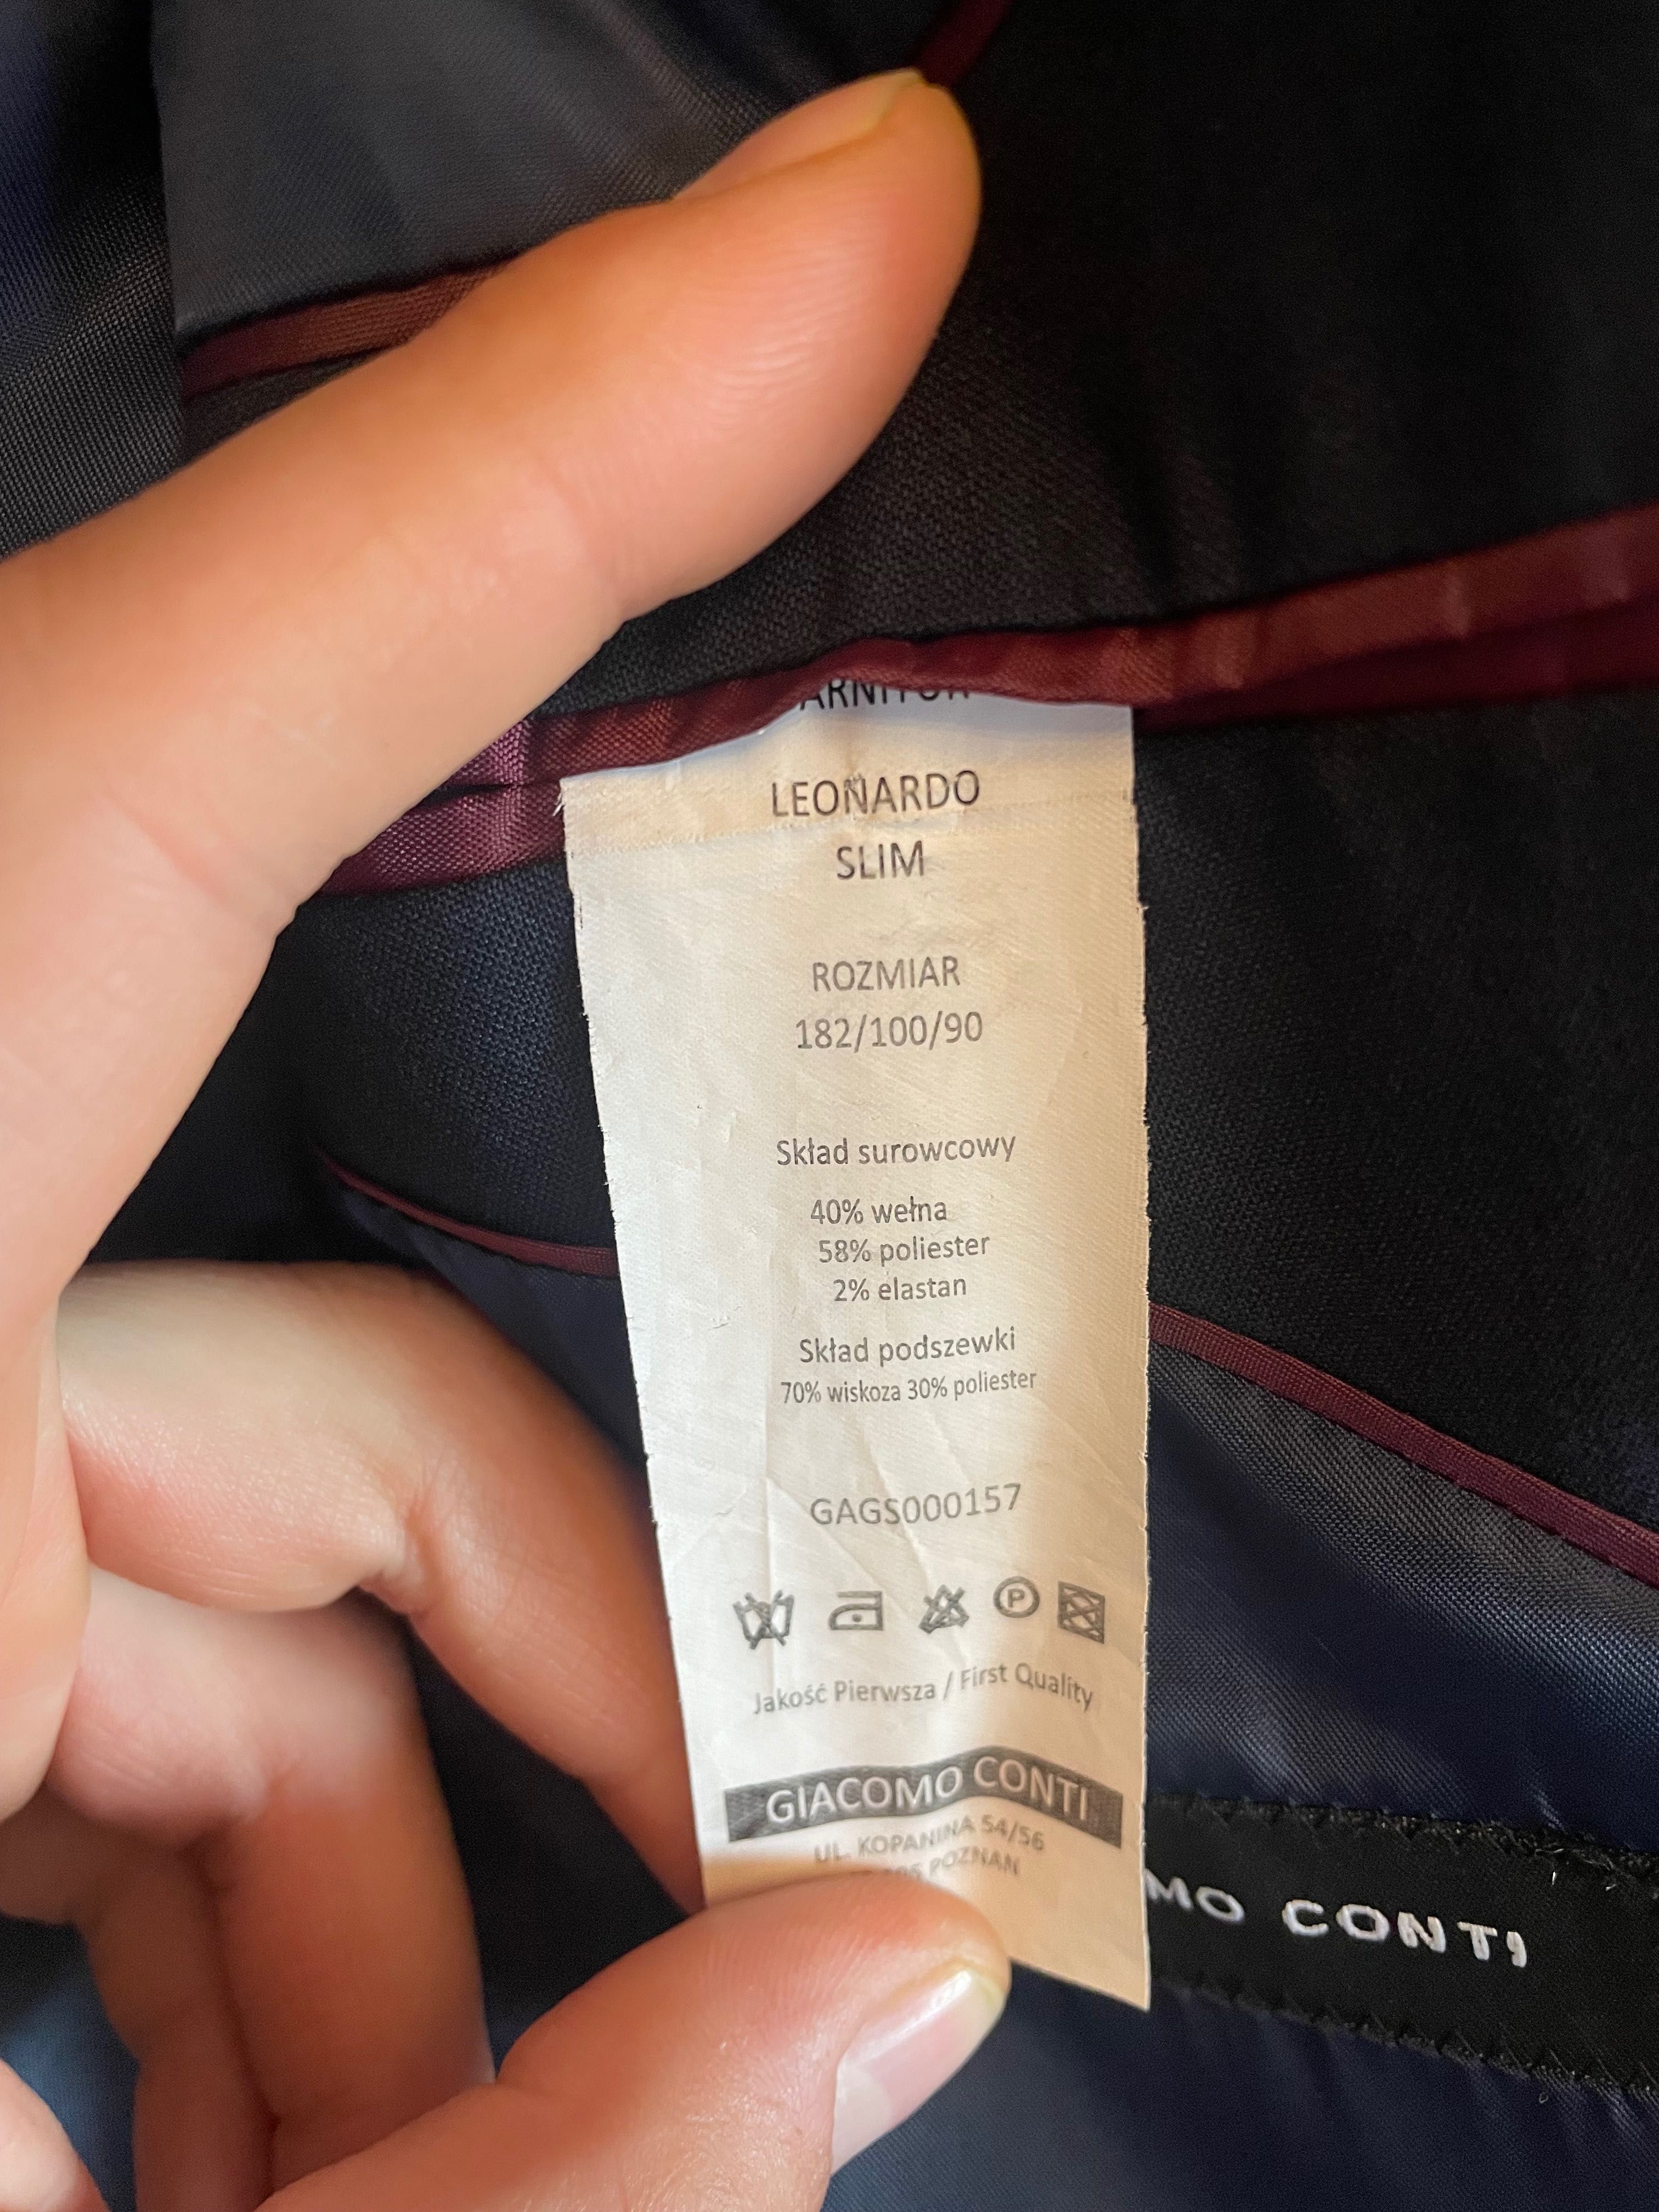 LEONARDO
SLIM
ROZMIAR
182/100/90
Skład surowcowy
40% wełna
58% poliester
2% elastan
Skład podszewki
70% wiskoza 30% poliester
GAGS000157
P
Jakość Pierwsza / First Quality
GIACOMO CONTI
UL. KOPANINA 54/56
POZNAN
CONTI